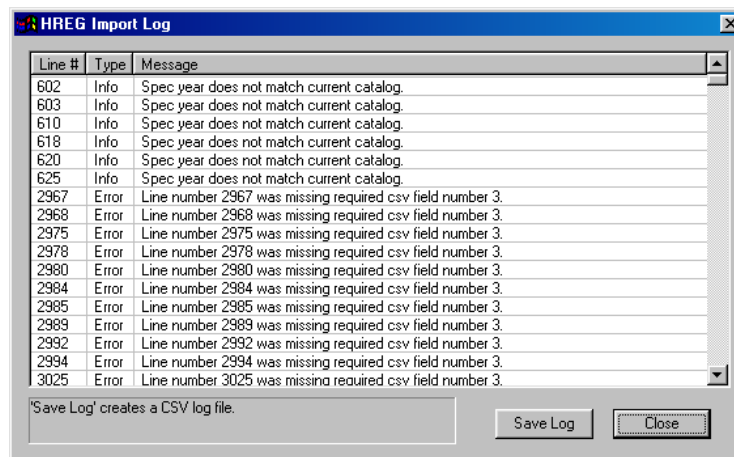 HREG Import Log
Line # Type Message
602 Info Spec year does not match current catalog.
603 Info Spec year does not match current catalog.
610 Info Spec year does not match current catalog.
618 Info Spec year does not match current catalog.
620 Info Spec year does not match current catalog.
625 Info Spec year does not match current catalog.
2967 Error Line number 2967 was missing required csv field number 3.
2968 Error Line number 2968 was missing required csv field number 3.
2975 Error Line number 2975 was missing required csv field number 3.
2978 Error Line number 2978 was missing required csv field number 3.
2980 Error Line number 2980 was missing required csv field number 3.
2984 Error Line number 2984 was missing required csv field number 3.
2985 Error Line number 2985 was missing required csv field number 3.
2989 Error Line number 2989 was missing required csv field number 3.
2992 Error Line number 2992 was missing required csv field number 3.
2994 Error Line number 2994 was missing required csv field number 3.
3025 Error Line number 3025 was missing required csv field number 3.
'Save Log' creates a CSV log file.
Save Log Close